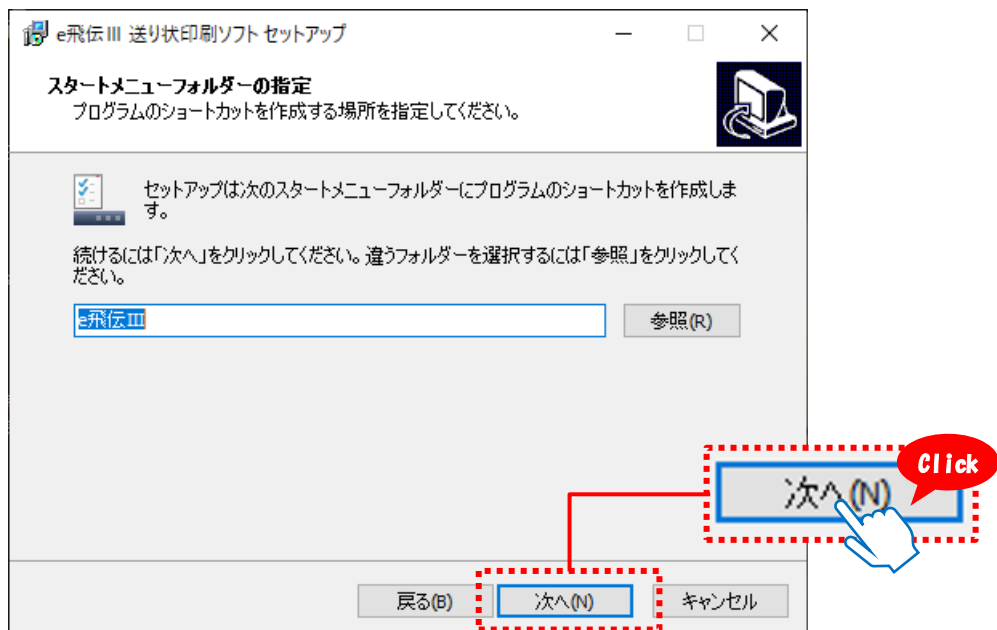 e飛伝Ⅲ 送り状印刷ソフト セットアップ
スタートメニューフォルダーの指定
プログラムのショートカットを作成する場所を指定してください。
セットアップは次のスタートメニューフォルダーにプログラムのショートカットを作成しま
す。
続けるには「次へ」をクリックしてください。違うフォルダーを選択するには「参照」をクリックしてく
ださい。
e飛伝Ⅲ
参照(R)
Click
次へ(N)
戻る(B)
次へ(N)
キャンセル